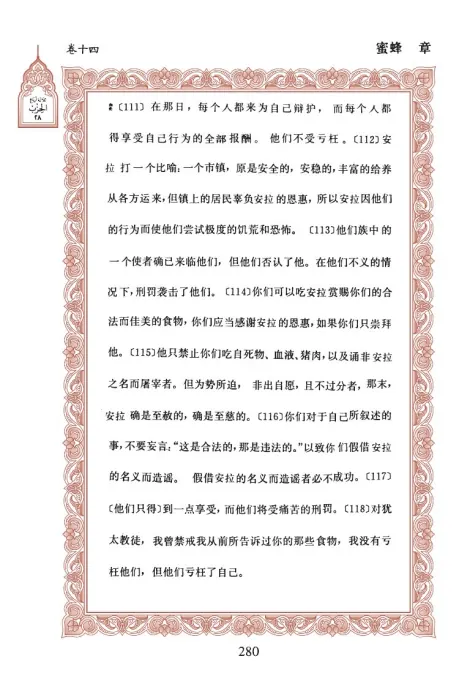 卷十四
蜜蜂 章
الحزب
٢٨
〔111〕在那日，每个人都来为自己辩护， 而每个人都
得享受自己行为的全部报酬。 他们不受亏枉。〔112〕安
拉 打一个比喻：一个市镇，原是安全的，安稳的，丰富的给养
从各方运来，但镇上的居民辜负安拉的恩惠，所以安拉因他们
的行为而使他们尝试极度的饥荒和恐怖。 〔113〕他们族中的
一个使者确已来临他们，但他们否认了他。在他们不义的情
况下，刑罚袭击了他们。〔114〕你们可以吃安拉赏赐你们的合
法而佳美的食物，你们应当感谢安拉的恩惠，如果你们只崇拜
他。〔115〕他只禁止你们吃自死物、血液、猪肉，以及诵非安拉
之名而屠宰者。但为势所迫， 非出自愿，且不过分者，那末，
安拉 确是至赦的，确是至慈的。〔116〕你们对于自己所叙述的
事，不要妄言：“这是合法的，那是违法的。”以致你们假借安拉
的名义而造谣。 假借安拉的名义而造谣者必不成功。〔117〕
〔他们只得〕到一点享受，而他们将受痛苦的刑罚。〔118〕对犹
太教徒，我曾禁戒我从前所告诉过你的那些食物，我没有亏
枉他们，但他们亏枉了自己。
280